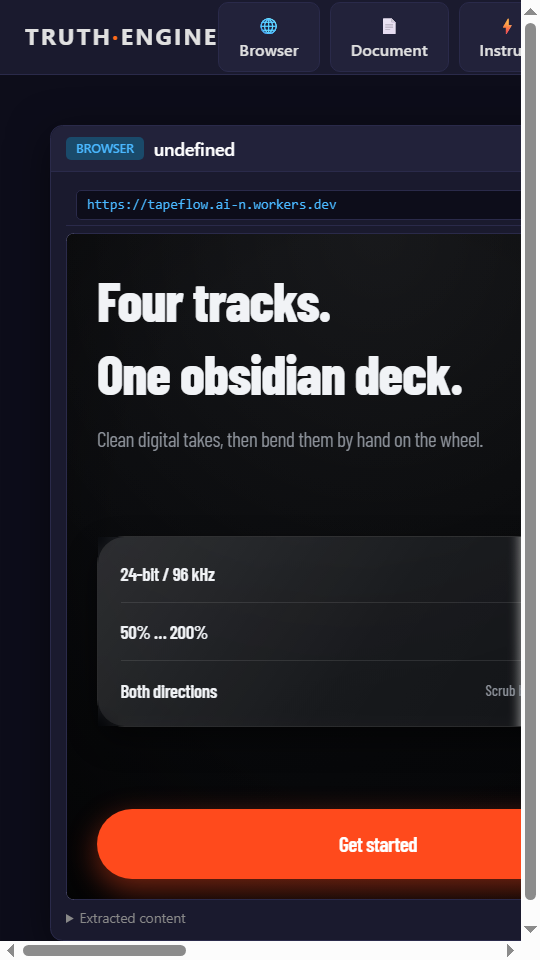 TRUTH·ENGINE
Browser
Document
BROWSER
undefined
https://tapeflow.ai-n.workers.dev
Four tracks.
One obsidian deck.
Clean digital takes, then bend them by hand on the wheel.
24-bit / 96 kHz
50% ... 200%
Both directions
Scrub
Get started
▶ Extracted content